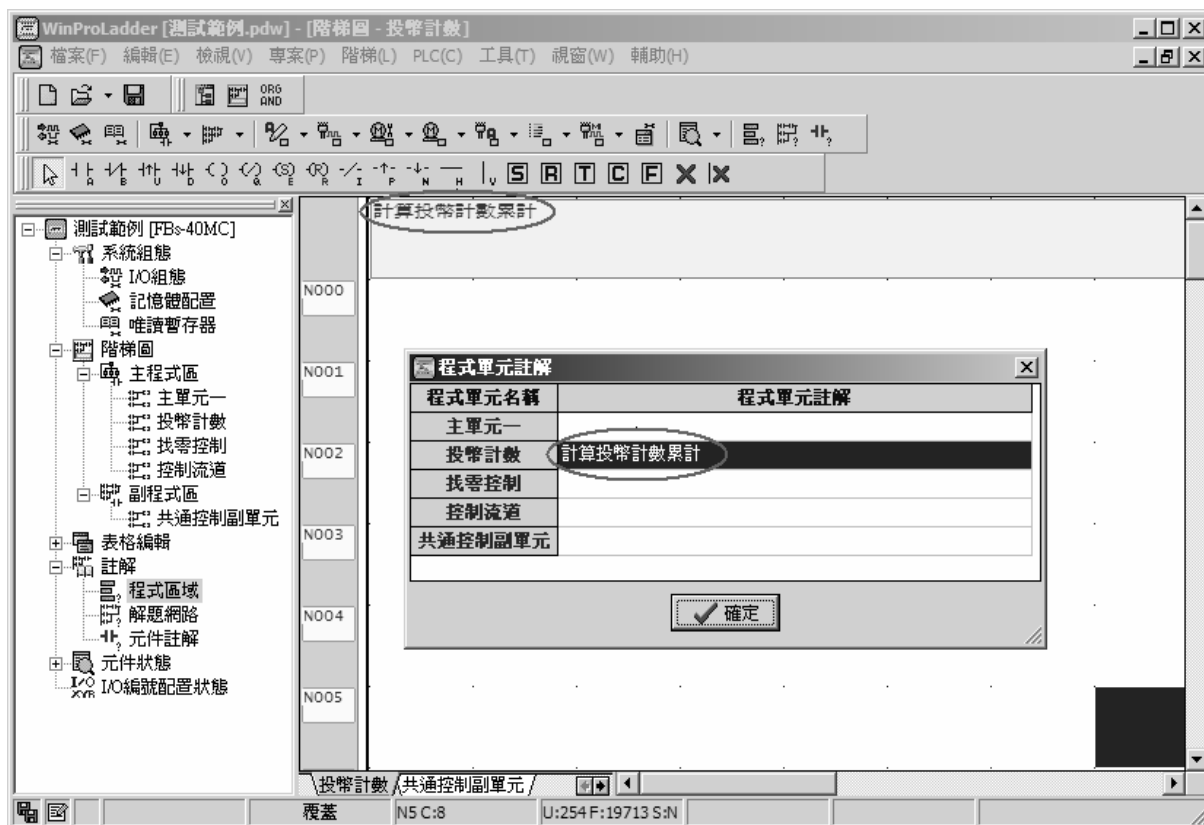 WinProLadder [測試範例.pdw] - [階梯圖 - 投幣計數]
檔案(F) 編輯(E) 檢視(V) 專案(P) 階梯(L) PLC(C) 工具(T) 視窗(W) 輔助(H)
ORG
AND
A B U D O Q E R I P N H V S R T C F
測試範例 [FBs-40MC]
系統組態
I/O組態
記憶體配置
唯讀暫存器
階梯圖
主程式區
主單元一
投幣計數
找零控制
控制流道
副程式區
共通控制副單元
表格編輯
註解
程式區域
解題網路
元件註解
元件狀態
I/O編號配置狀態
計算投幣計數累計
N000
N001
N002
N003
N004
N005
程式單元註解
程式單元名稱 程式單元註解
主單元一
投幣計數 計算投幣計數累計
找零控制
控制流道
共通控制副單元
確定
投幣計數 共通控制副單元
覆蓋 N5 C:8 U:254 F:19713 S:N